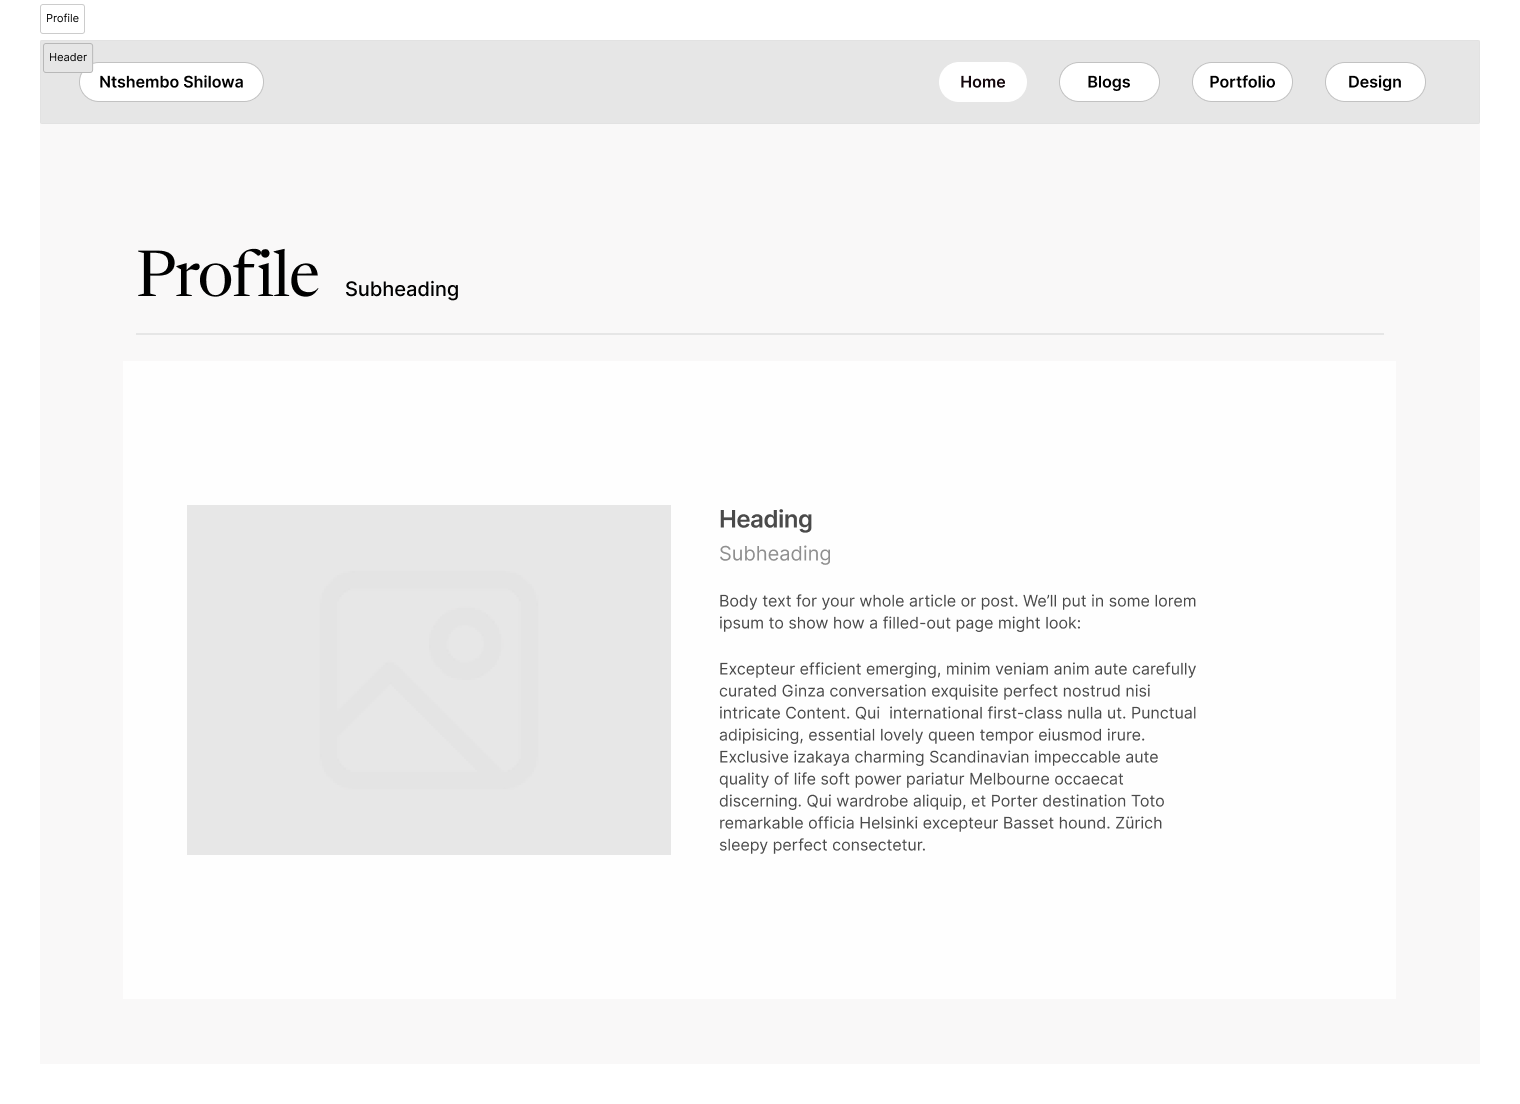 Profile
Header
Ntshembo Shilowa
Home
Blogs
Portfolio
Design
Profile
Subheading
Heading
Subheading
Body text for your whole article or post. We’ll put in some lorem
ipsum to show how a filled-out page might look:
Excepteur efficient emerging, minim veniam anim aute carefully
curated Ginza conversation exquisite perfect nostrud nisi
intricate Content. Qui  international first-class nulla ut. Punctual
adipisicing, essential lovely queen tempor eiusmod irure.
Exclusive izakaya charming Scandinavian impeccable aute
quality of life soft power pariatur Melbourne occaecat
discerning. Qui wardrobe aliquip, et Porter destination Toto
remarkable officia Helsinki excepteur Basset hound. Zürich
sleepy perfect consectetur.